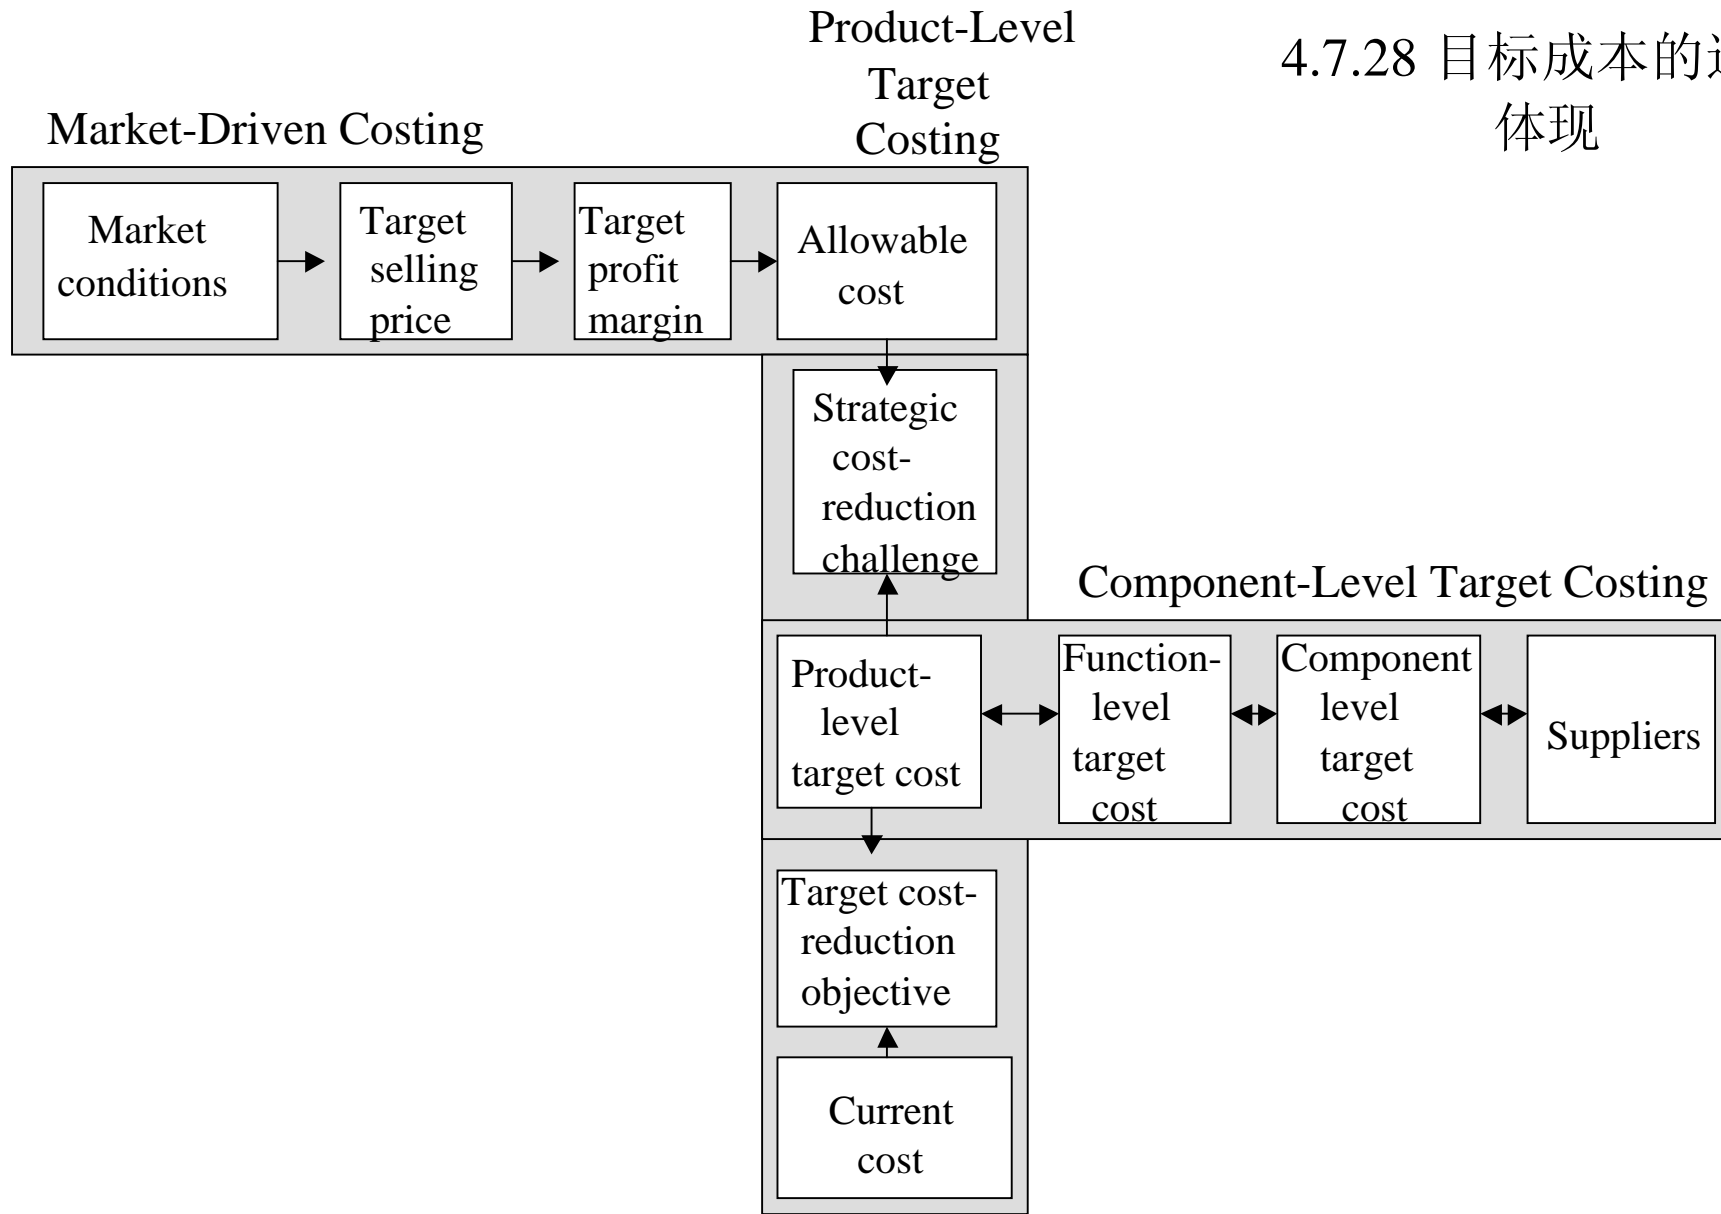 Product-Level
Target
Costing
4.7.28 目标成本的
体现
Market-Driven Costing
Market
conditions
Target
selling
price
Target
profit
margin
Allowable
cost
Strategic
cost-
reduction
challenge
Component-Level Target Costing
Product-
level
target cost
Function-
level
target
cost
Component
level
target
cost
Suppliers
Target cost-
reduction
objective
Current
cost